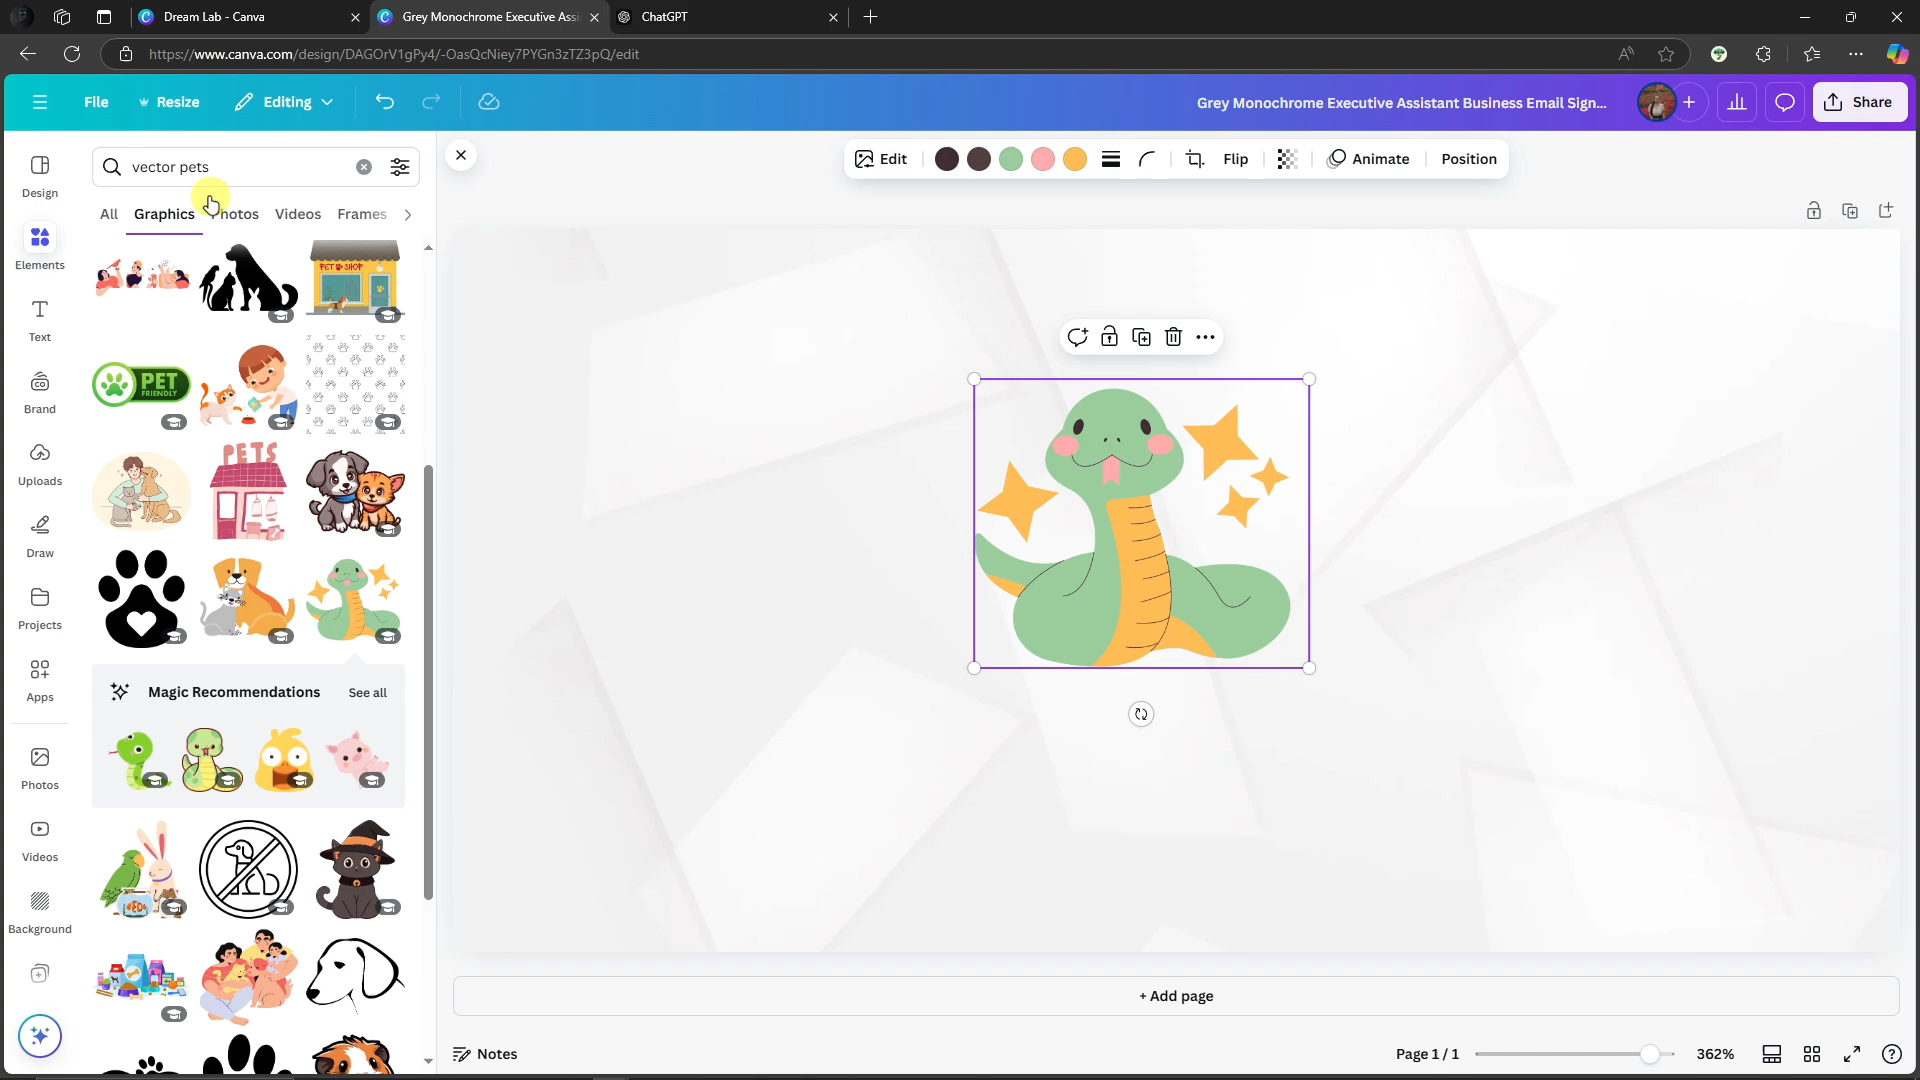 Dream Lab - Canva
Grey Monochrome Executive Assi
ChatGPT
https://www.canva.com/design/DAGOrV1gPy4/-OasQcNiey7PYGn3zTZ3pQ/edit
File
Resize
Editing
Grey Monochrome Executive Assistant Business Email Sign...
Share
Design
Elements
Text
Brand
Uploads
Draw
Projects
Apps
Photos
Videos
Background
vector pets
All
Graphics
Photos
Videos
Frames
PET SHOP
PET
FRIENDLY
PETS
Magic Recommendations
See all
Edit
Flip
Animate
Position
+ Add page
Notes
Page 1 / 1
362%